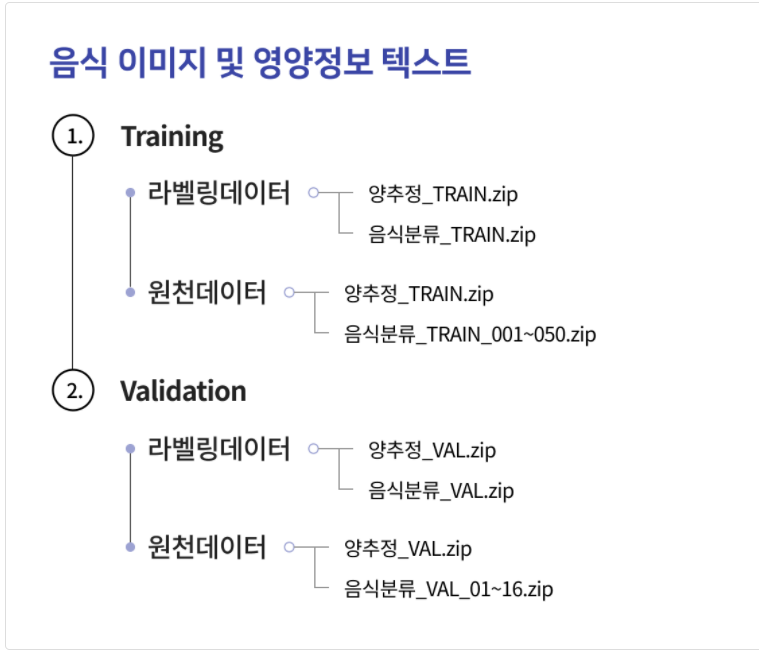 음식 이미지 및 영양정보 텍스트
1. Training
라벨링데이터
양추정_TRAIN.zip
음식분류_TRAIN.zip
원천데이터
양추정_TRAIN.zip
음식분류_TRAIN_001~050.zip
2. Validation
라벨링데이터
양추정_VAL.zip
음식분류_VAL.zip
원천데이터
양추정_VAL.zip
음식분류_VAL_01~16.zip